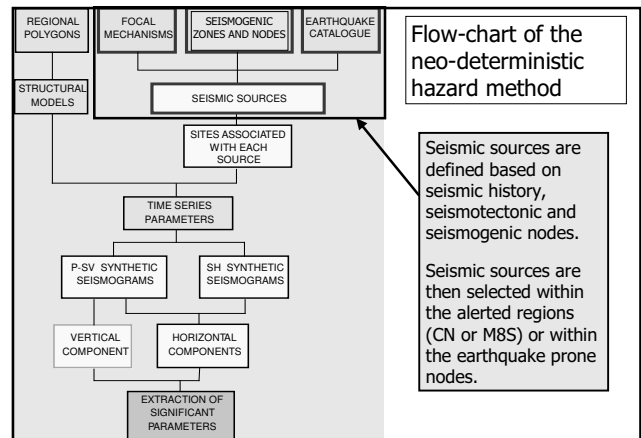 REGIONAL
POLYGONS
FOCAL
MECHANISMS
SEISMOGENIC
ZONES AND NODES
EARTHQUAKE
CATALOGUE
Flow-chart of the
neo-deterministic
hazard method
STRUCTURAL
MODELS
SEISMIC SOURCES
SITES ASSOCIATED
WITH EACH
SOURCE
Seismic sources are
defined based on
seismic history,
seismotectonic and
seismogenic nodes.
Seismic sources are
then selected within
the alerted regions
(CN or M8S) or within
the earthquake prone
nodes.
TIME SERIES
PARAMETERS
P-SV SYNTHETIC
SEISMOGRAMS
SH SYNTHETIC
SEISMOGRAMS
VERTICAL
COMPONENT
HORIZONTAL
COMPONENTS
EXTRACTION OF
SIGNIFICANT
PARAMETERS